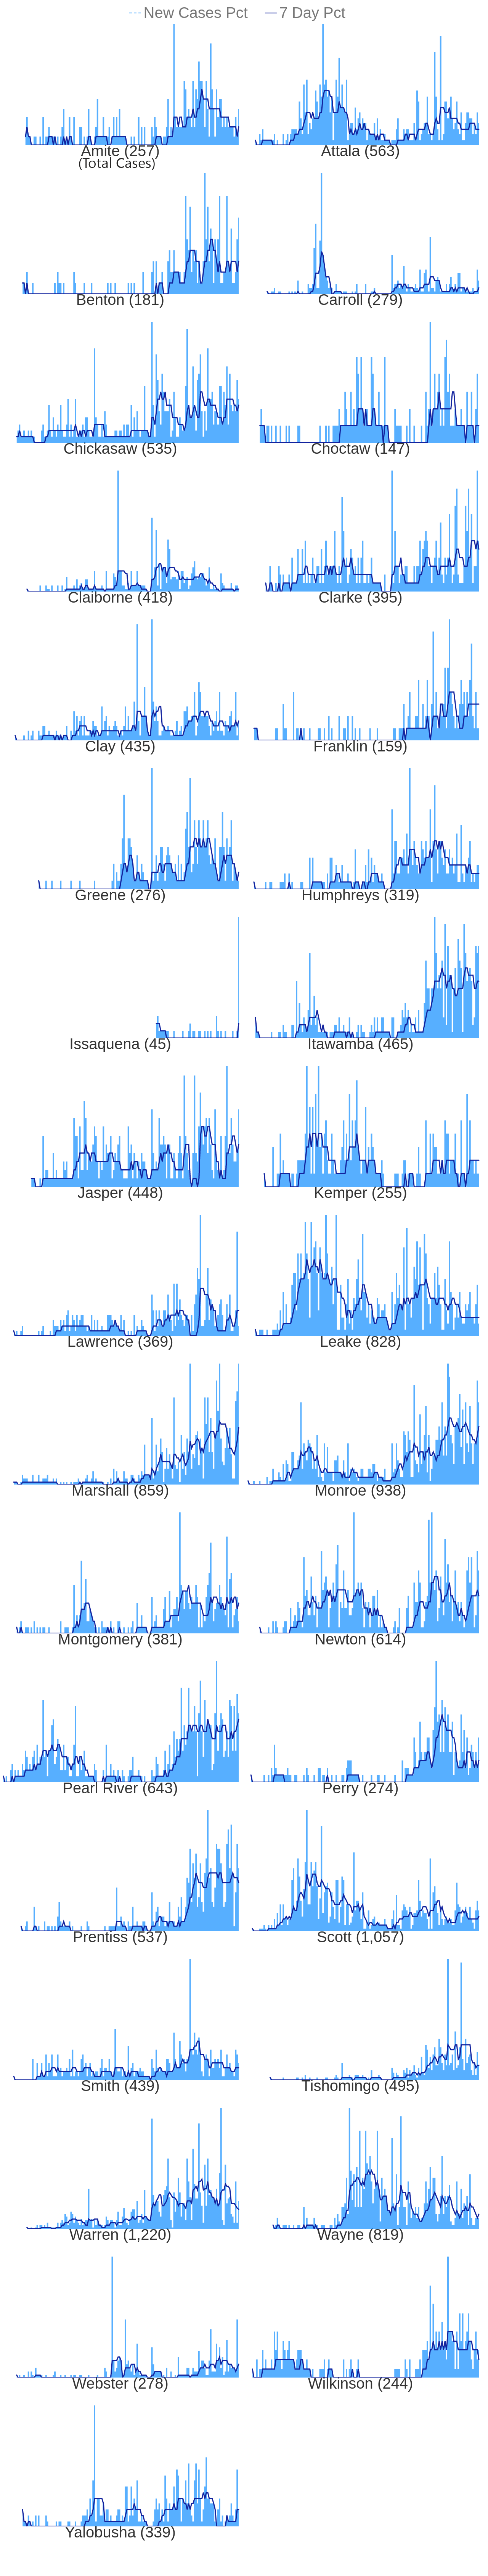 New Cases Pct 7 Day Pct
Amite (257) Attala (563)
(Total Cases)
Benton (181) Carroll (279)
Chickasaw (535) Choctaw (147)
Claiborne (418) Clarke (395)
Clay (435) Franklin (159)
Greene (276) Humphreys (319)
Issaquena (45) Itawamba (465)
Jasper (448) Kemper (255)
Lawrence (369) Leake (828)
Marshall (859) Monroe (938)
Montgomery (381) Newton (614)
Pearl River (643) Perry (274)
Prentiss (537) Scott (1,057)
Smith (439) Tishomingo (495)
Warren (1,220) Wayne (819)
Webster (278) Wilkinson (244)
Yalobusha (339)